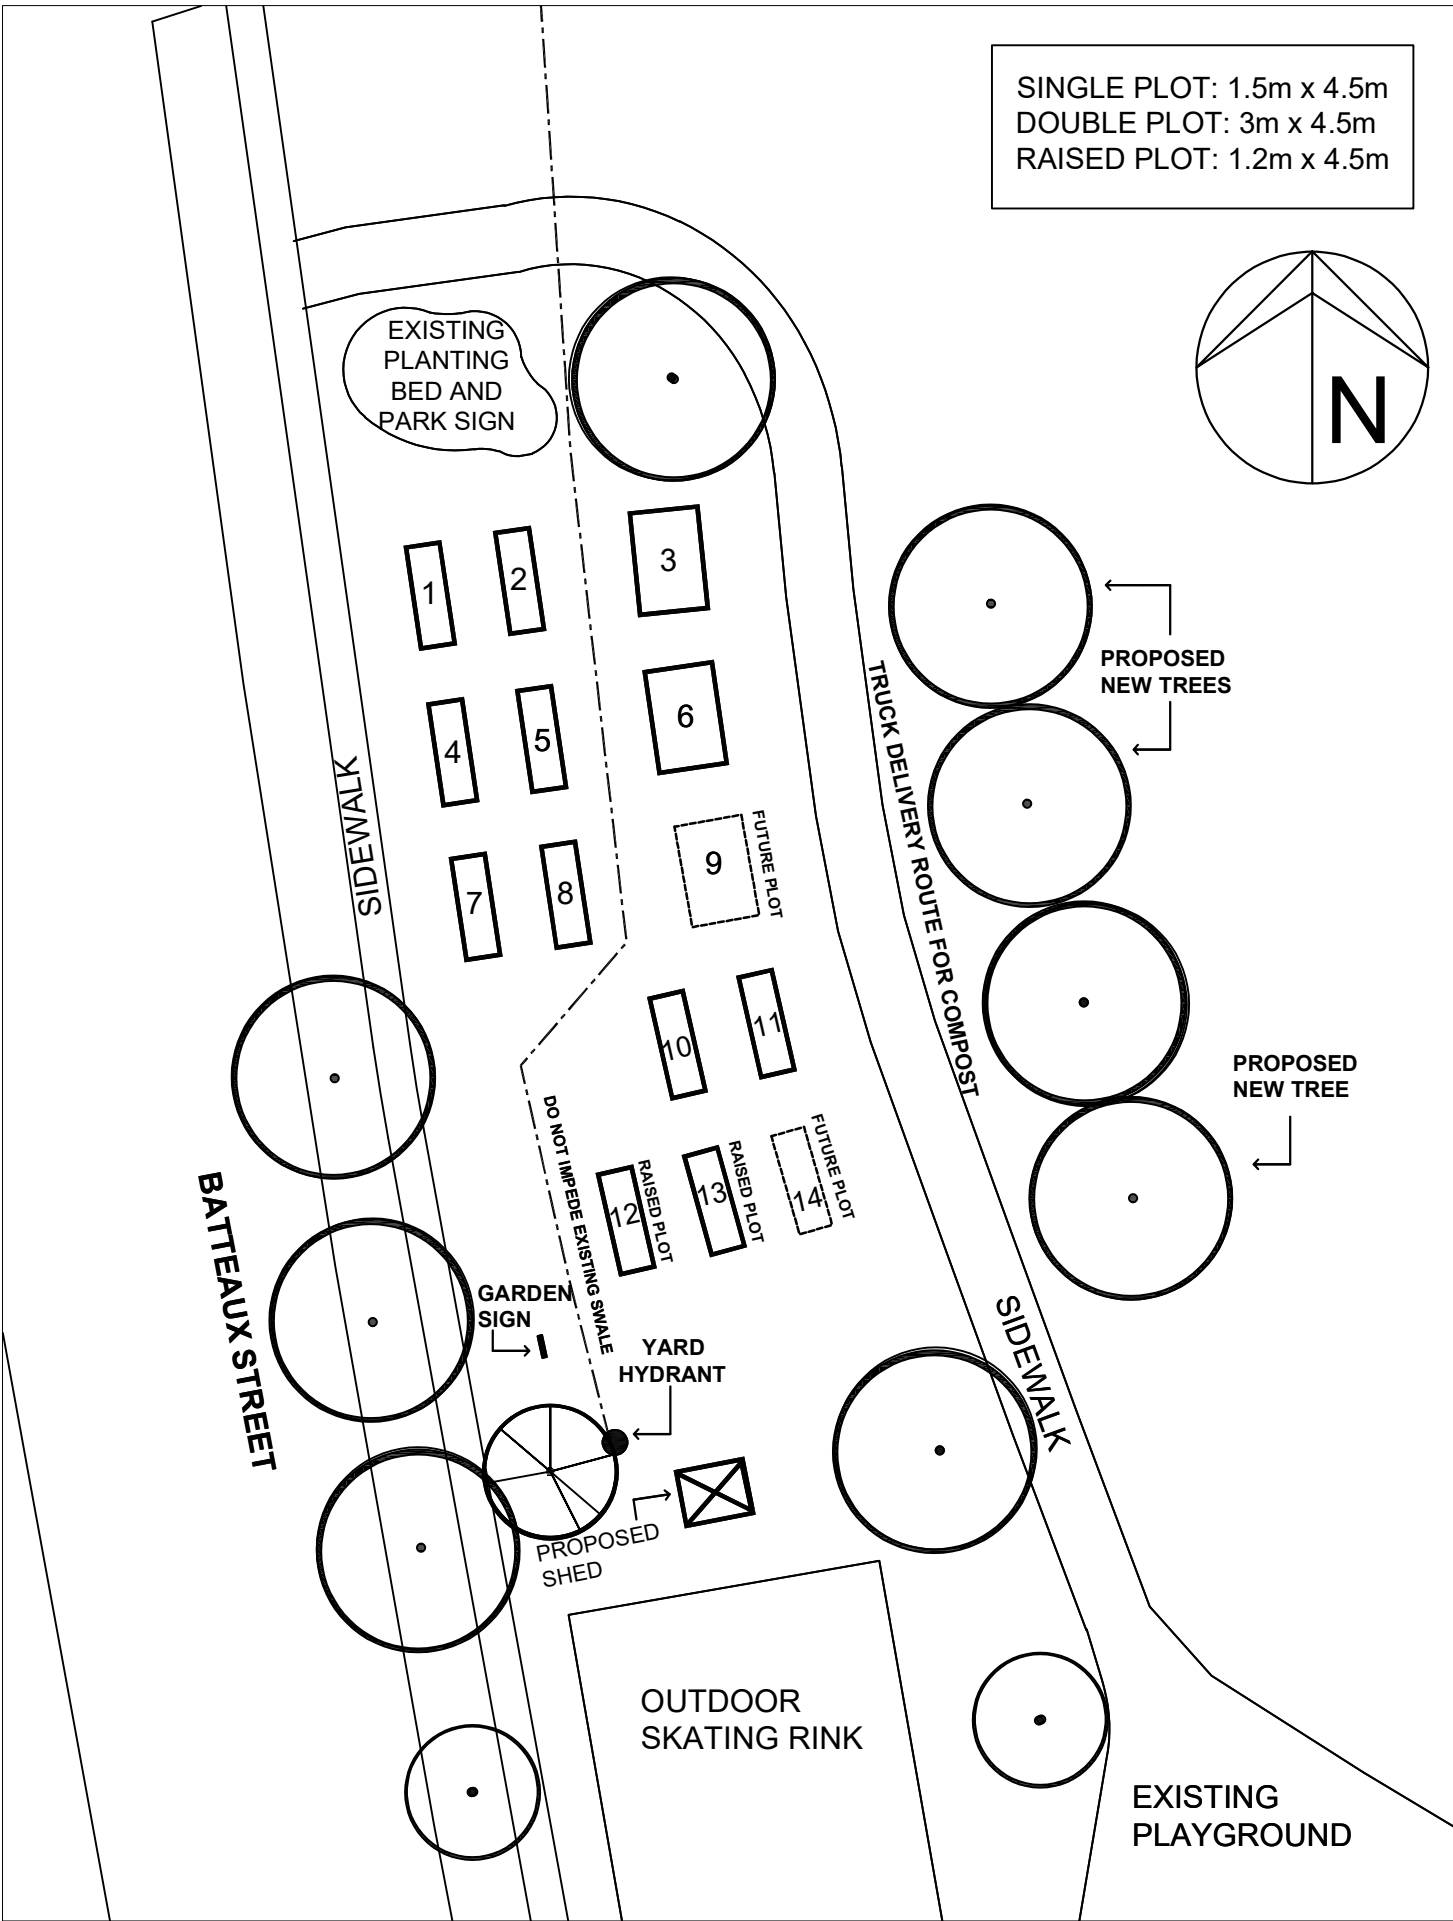 SINGLE PLOT: 1.5m x 4.5m
DOUBLE PLOT: 3m x 4.5m
RAISED PLOT: 1.2m x 4.5m
EXISTING
PLANTING
BED AND
PARK SIGN
N
1
2
3
PROPOSED
NEW TREES
4
5
6
SIDEWALK
TRUCK DELIVERY ROUTE FOR COMPOST
7
8
9
FUTURE PLOT
10
11
PROPOSED
NEW TREE
DO NOT IMPEDE EXISTING SWALE
12
RAISED PLOT
13
RAISED PLOT
14
FUTURE PLOT
BATTEAUX STREET
GARDEN
SIGN
YARD
HYDRANT
SIDEWALK
PROPOSED
SHED
OUTDOOR
SKATING RINK
EXISTING
PLAYGROUND